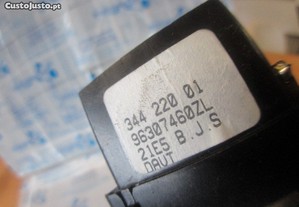 CustoJusto.pt
344 220 01
96307460ZL
21E5 B.J.S
DAVT